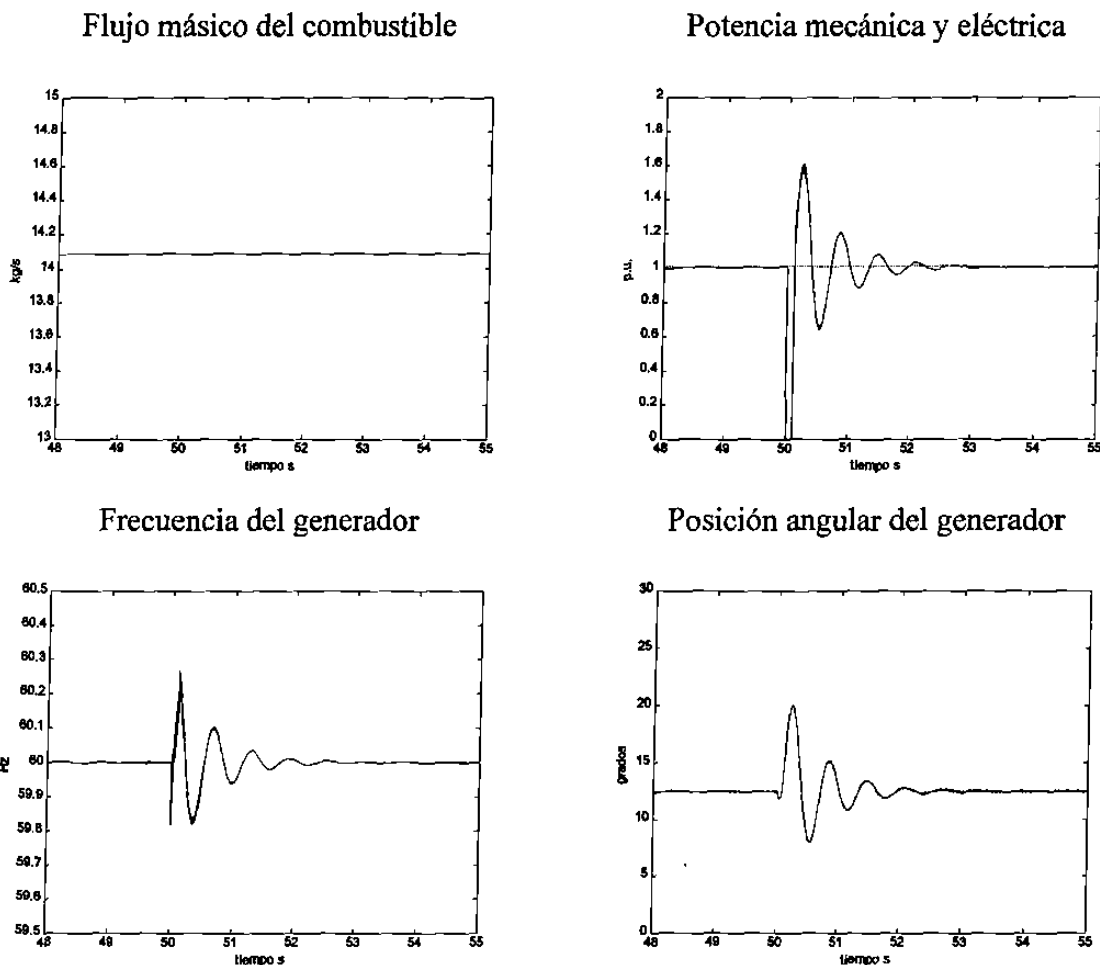 Flujo másico del combustible
15
14.8
14.6
14.4
14.2
14
13.8
13.6
13.4
13.2
13
kg/s
48 49 50 51 52 53 54 55
tiempo s
Potencia mecánica y eléctrica
2
1.8
1.6
1.4
1.2
1
0.8
0.6
0.4
0.2
0
p.u.
48 49 50 51 52 53 54 55
tiempo s
Frecuencia del generador
60.5
60.4
60.3
60.2
60.1
60
59.9
59.8
59.7
59.6
59.5
Hz
48 49 50 51 52 53 54 55
tiempo s
Posición angular del generador
30
25
20
15
10
5
0
grados
48 49 50 51 52 53 54 55
tiempo s